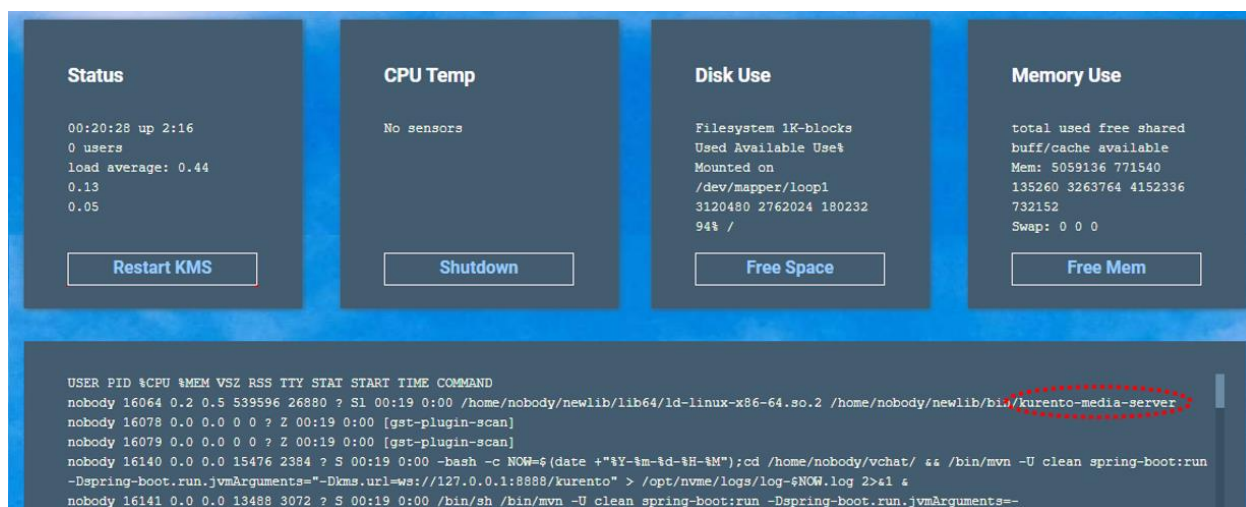 Status
00:20:28 up 2:16
0 users
load average: 0.44
0.13
0.05
Restart KMS
CPU Temp
No sensors
Shutdown
Disk Use
Filesystem 1K-blocks
Used Available Use%
Mounted on
/dev/mapper/loop1
3120480 2762024 180232
94% /
Free Space
Memory Use
total used free shared
buff/cache available
Mem: 5059136 771540
135260 3263764 4152336
732152
Swap: 0 0 0
Free Mem
USER PID %CPU %MEM VSZ RSS TTY STAT START TIME COMMAND
nobody 16064 0.2 0.5 539596 26880 ? Sl 00:19 0:00 /home/nobody/newlib/lib64/ld-linux-x86-64.so.2 /home/nobody/newlib/bin/kurento-media-server
nobody 16078 0.0 0.0 0 0 ? Z 00:19 0:00 [gst-plugin-scan]
nobody 16079 0.0 0.0 0 0 ? Z 00:19 0:00 [gst-plugin-scan]
nobody 16140 0.0 0.0 15476 2384 ? S 00:19 0:00 -bash -c NOW=$(date +"%Y-%m-%d-%H-%M");cd /home/nobody/vchat/ && /bin/mvn -U clean spring-boot:run
-Dspring-boot.run.jvmArguments="-Dkms.url=ws://127.0.0.1:8888/kurento" > /opt/nvme/logs/log-$NOW.log 2>&1 &
nobody 16141 0.0 0.0 13488 3072 ? S 00:19 0:00 /bin/sh /bin/mvn -U clean spring-boot:run -Dspring-boot.run.jvmArguments=-